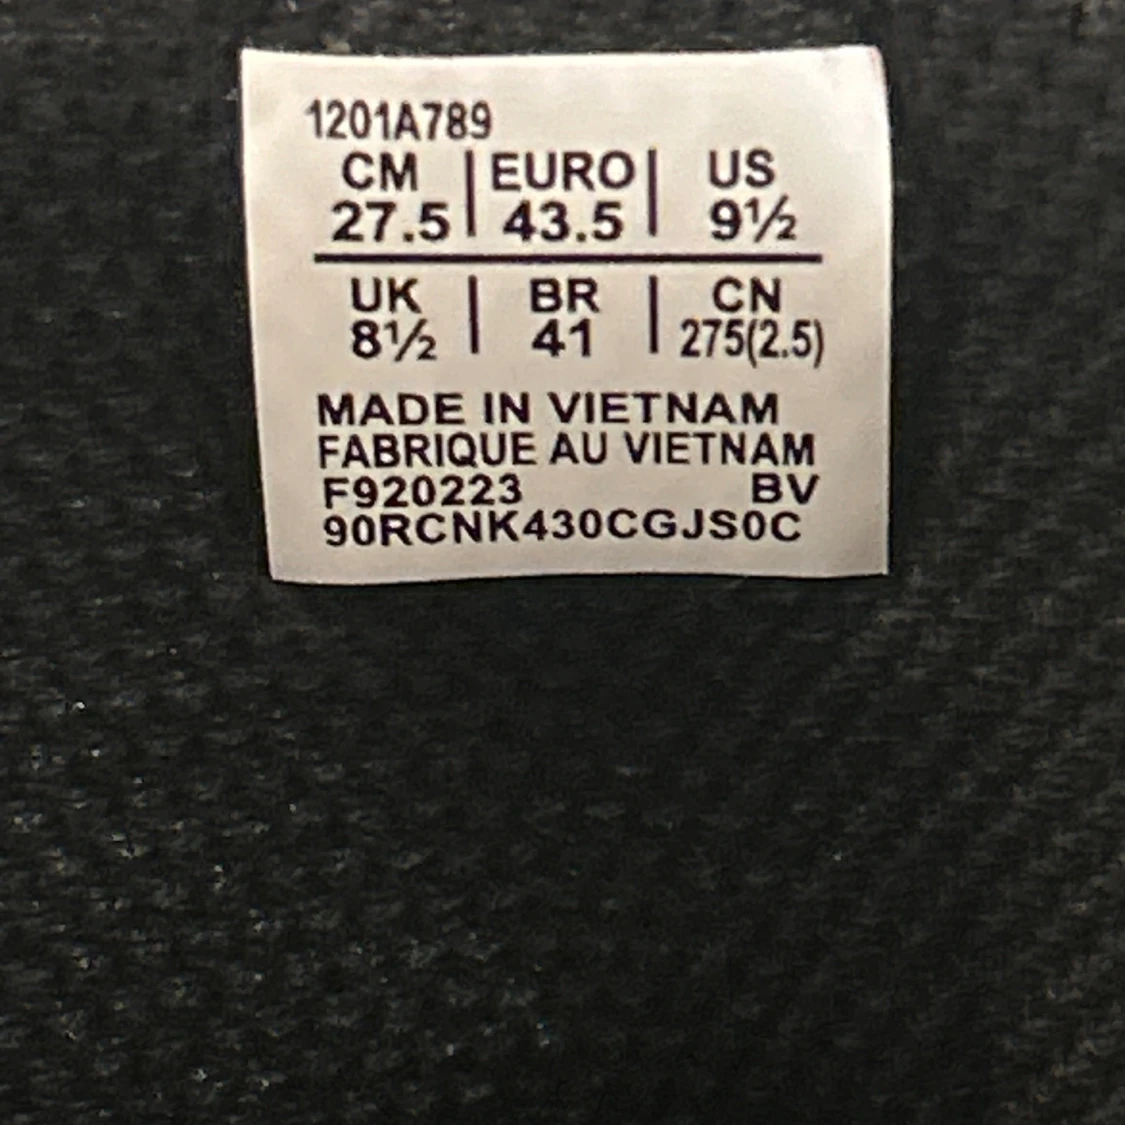 1201A789
CM | EURO | US
27.5 | 43.5 | 9½
UK | BR | CN
8½ | 41 | 275(2.5)
MADE IN VIETNAM
FABRIQUE AU VIETNAM
F920223 BV
90RCNK430CGJS0C